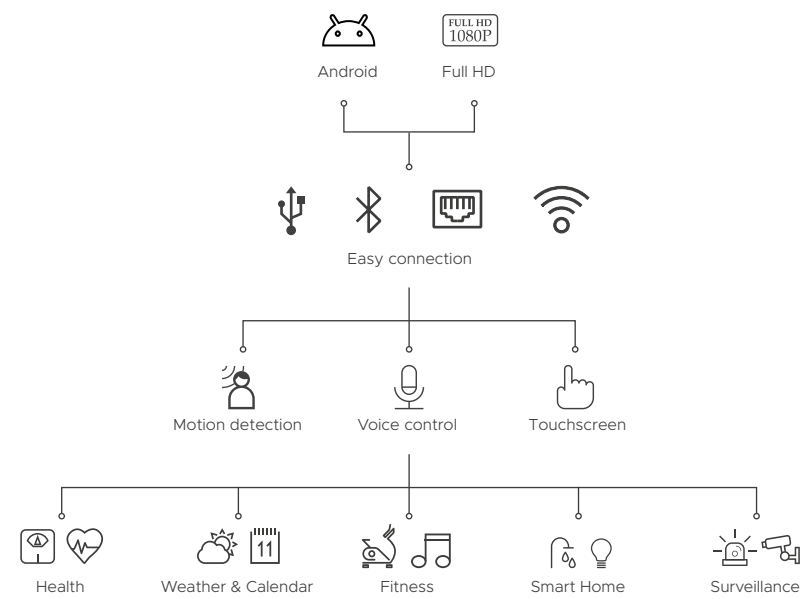 FULL HD
1080P
Android
Full HD
Easy connection
Motion detection
Voice control
Touchscreen
11
Health
Weather & Calendar
Fitness
Smart Home
Surveillance